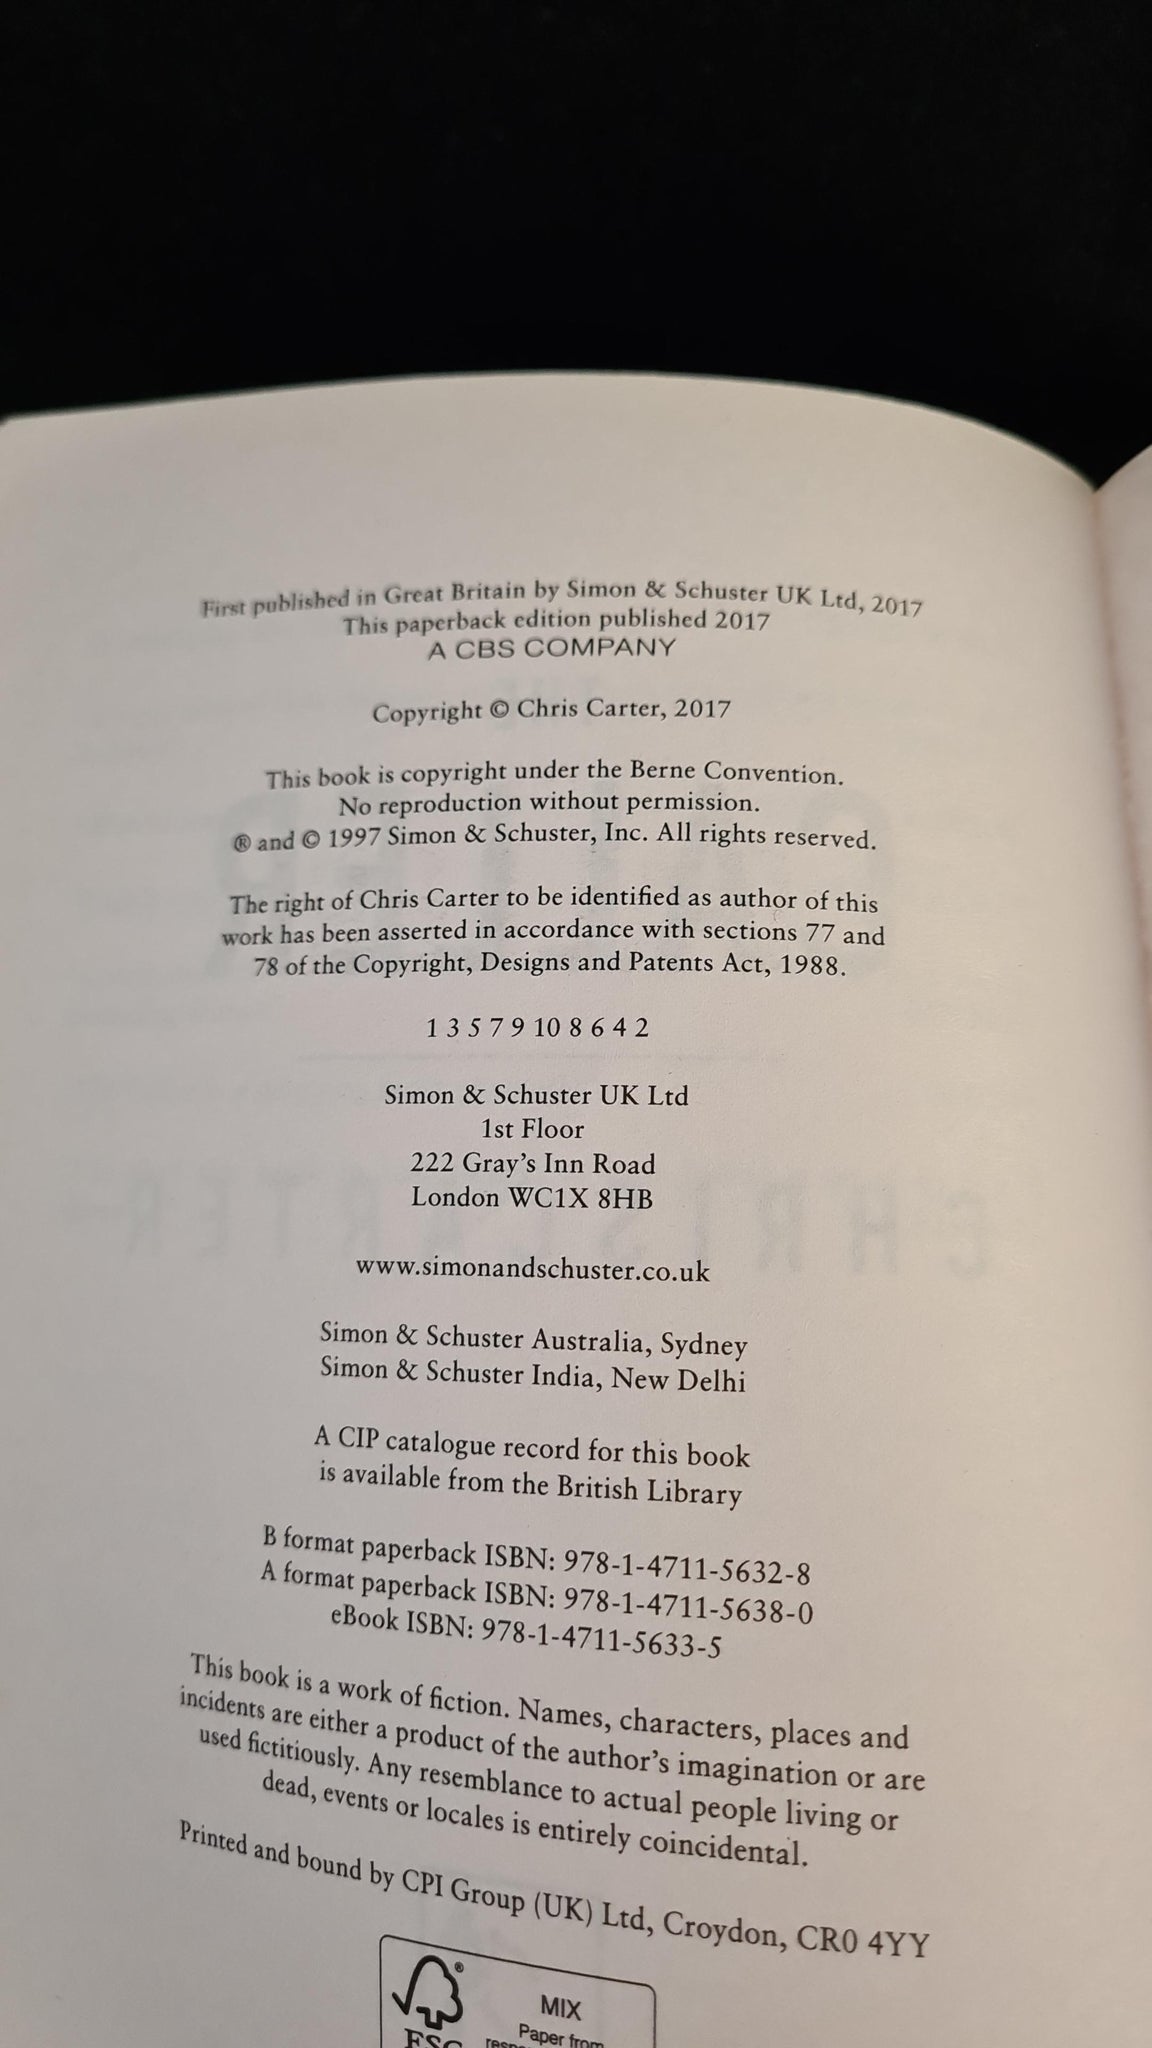 First published in Great Britain by Simon & Schuster UK Ltd, 2017
This paperback edition published 2017
A CBS COMPANY
Copyright © Chris Carter, 2017
This book is copyright under the Berne Convention.
No reproduction without permission.
® and © 1997 Simon & Schuster, Inc. All rights reserved.
The right of Chris Carter to be identified as author of this
work has been asserted in accordance with sections 77 and
78 of the Copyright, Designs and Patents Act, 1988.
1 3 5 7 9 10 8 6 4 2
Simon & Schuster UK Ltd
1st Floor
222 Gray's Inn Road
London WC1X 8HB
www.simonandschuster.co.uk
Simon & Schuster Australia, Sydney
Simon & Schuster India, New Delhi
A CIP catalogue record for this book
is available from the British Library
B format paperback ISBN: 978-1-4711-5632-8
A format paperback ISBN: 978-1-4711-5638-0
eBook ISBN: 978-1-4711-5633-5
This book is a work of fiction. Names, characters, places and
incidents are either a product of the author's imagination or are
used fictitiously. Any resemblance to actual people living or
dead, events or locales is entirely coincidental.
Printed and bound by CPI Group (UK) Ltd, Croydon, CR0 4YY
MIX
Paper from
FSC